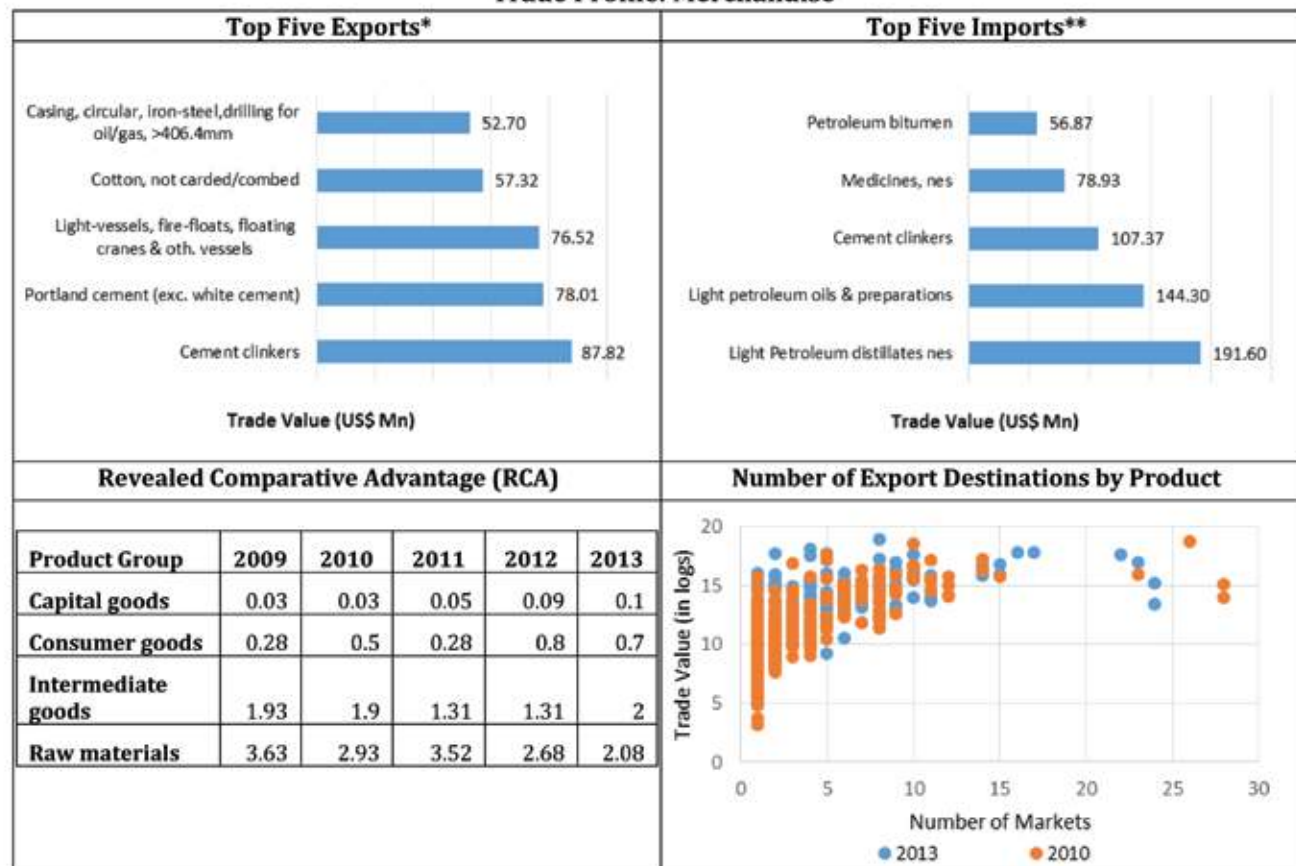 Trade Profile: Merchandise
Top Five Exports*
Casing, circular, iron-steel,drilling for
oil/gas, >406.4mm
52.70
Cotton, not carded/combed
57.32
Light-vessels, fire-floats, floating
cranes & oth. vessels
76.52
Portland cement (exc. white cement)
78.01
Cement clinkers
87.82
Trade Value (US$ Mn)
Top Five Imports**
Petroleum bitumen
56.87
Medicines, nes
78.93
Cement clinkers
107.37
Light petroleum oils & preparations
144.30
Light Petroleum distillates nes
191.60
Trade Value (US$ Mn)
Revealed Comparative Advantage (RCA)
Product Group 2009 2010 2011 2012 2013
Capital goods 0.03 0.03 0.05 0.09 0.1
Consumer goods 0.28 0.5 0.28 0.8 0.7
Intermediate
goods 1.93 1.9 1.31 1.31 2
Raw materials 3.63 2.93 3.52 2.68 2.08
Number of Export Destinations by Product
Trade Value (in logs)
20
15
10
5
0
0 5 10 15 20 25 30
Number of Markets
2013 2010